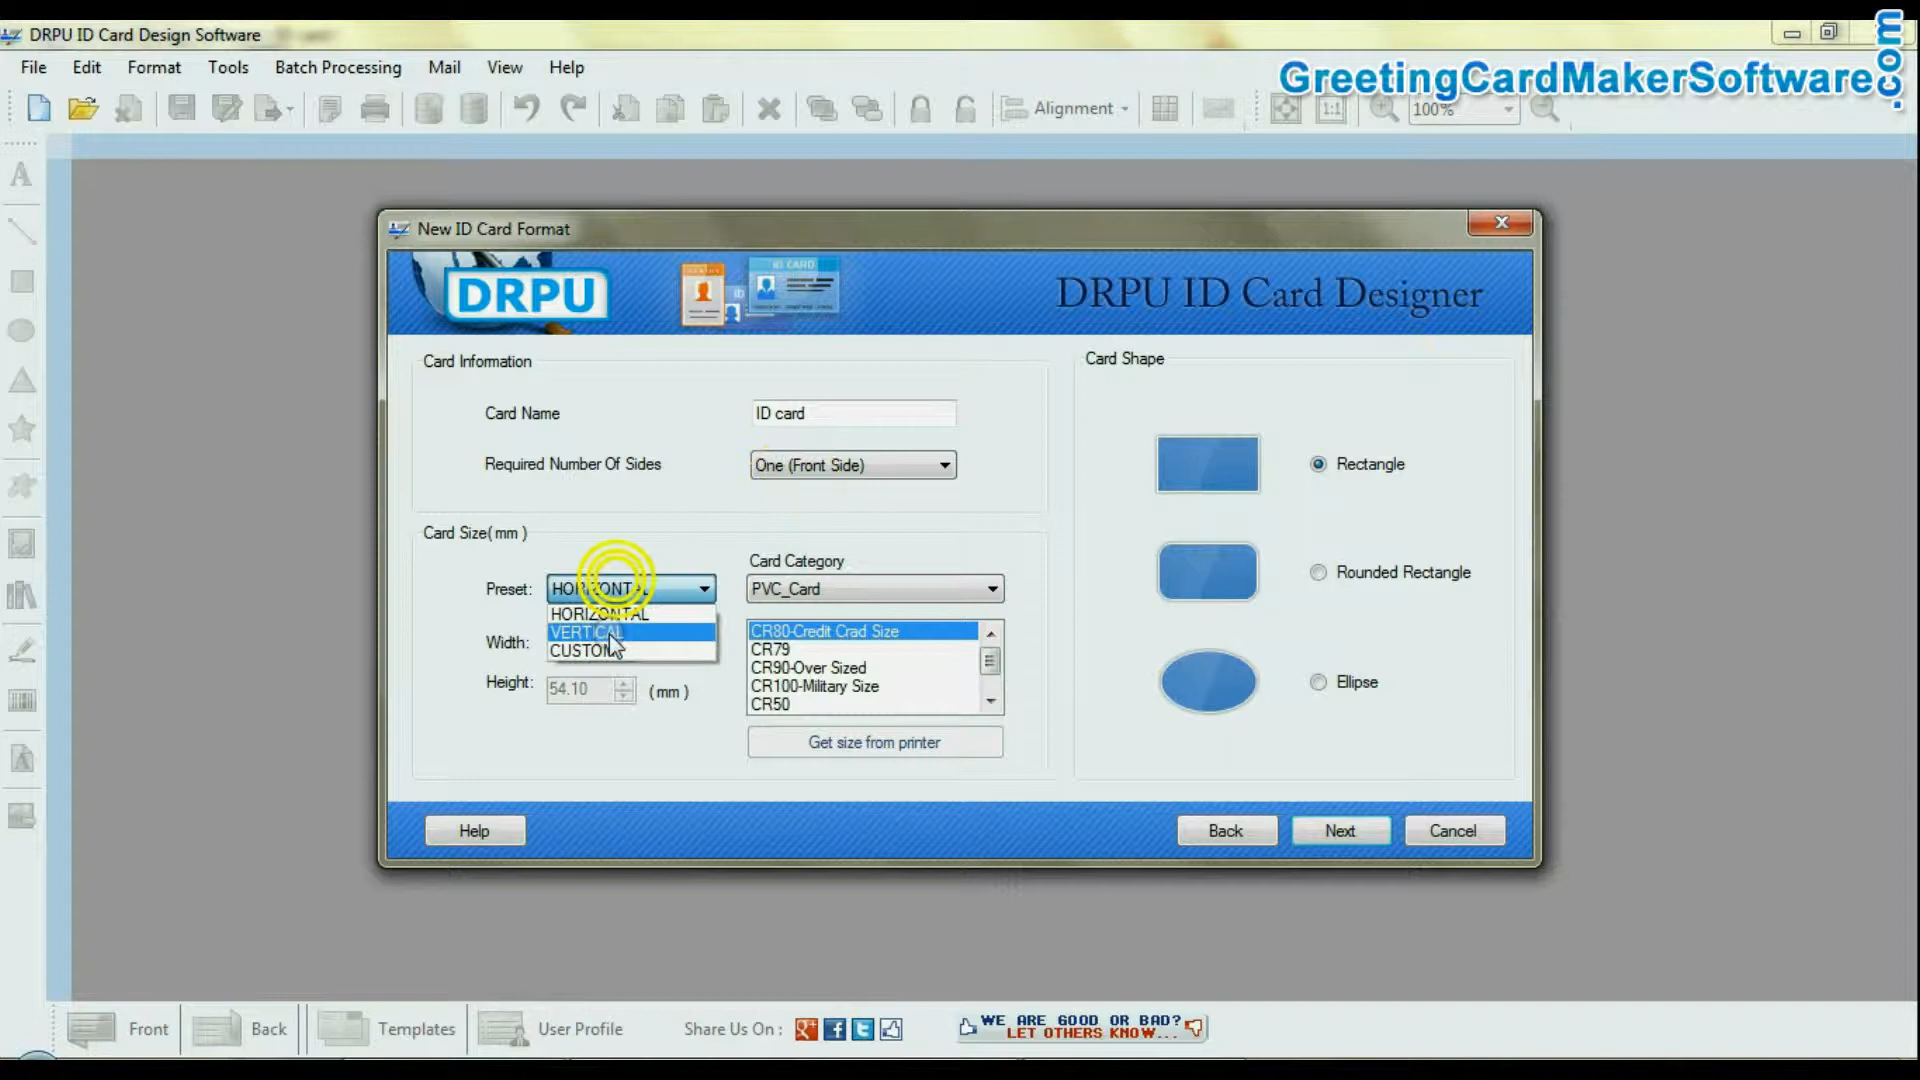 DRPU ID Card Design Software
File Edit Format Tools Batch Processing Mail View Help
GreetingCardMakerSoftware.com
Alignment
1:1
100%
New ID Card Format
DRPU
ID CARD
DRPU ID Card Designer
Card Information
Card Shape
Card Name
ID card
Required Number Of Sides
One (Front Side)
Rectangle
Card Size( mm )
Card Category
Preset:
HORIZONTAL
PVC_Card
Rounded Rectangle
HORIZONTAL
VERTICAL
CUSTOM
Width:
CR80-Credit Crad Size
CR79
CR90-Over Sized
CR100-Military Size
CR50
Height:
54.10
( mm )
Ellipse
Get size from printer
Help
Back
Next
Cancel
Front
Back
Templates
User Profile
Share Us On :
WE ARE GOOD OR BAD?
LET OTHERS KNOW...